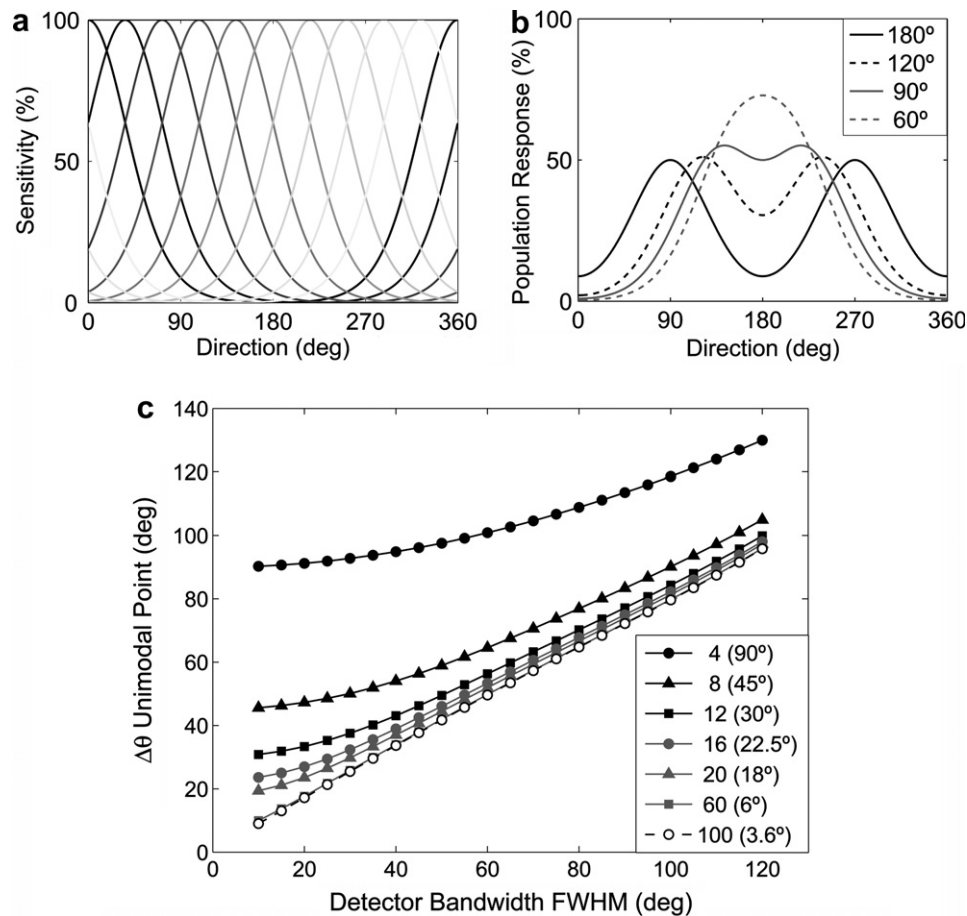 a
100
50
0
Sensitivity (%)
0 90 180 270 360
Direction (deg)
b
100
50
0
Population Response (%)
180º
120º
90º
60º
0 90 180 270 360
Direction (deg)
c
140
120
100
80
60
40
20
0
Δθ Unimodal Point (deg)
4 (90º)
8 (45º)
12 (30º)
16 (22.5º)
20 (18º)
60 (6º)
100 (3.6º)
0 20 40 60 80 100 120
Detector Bandwidth FWHM (deg)